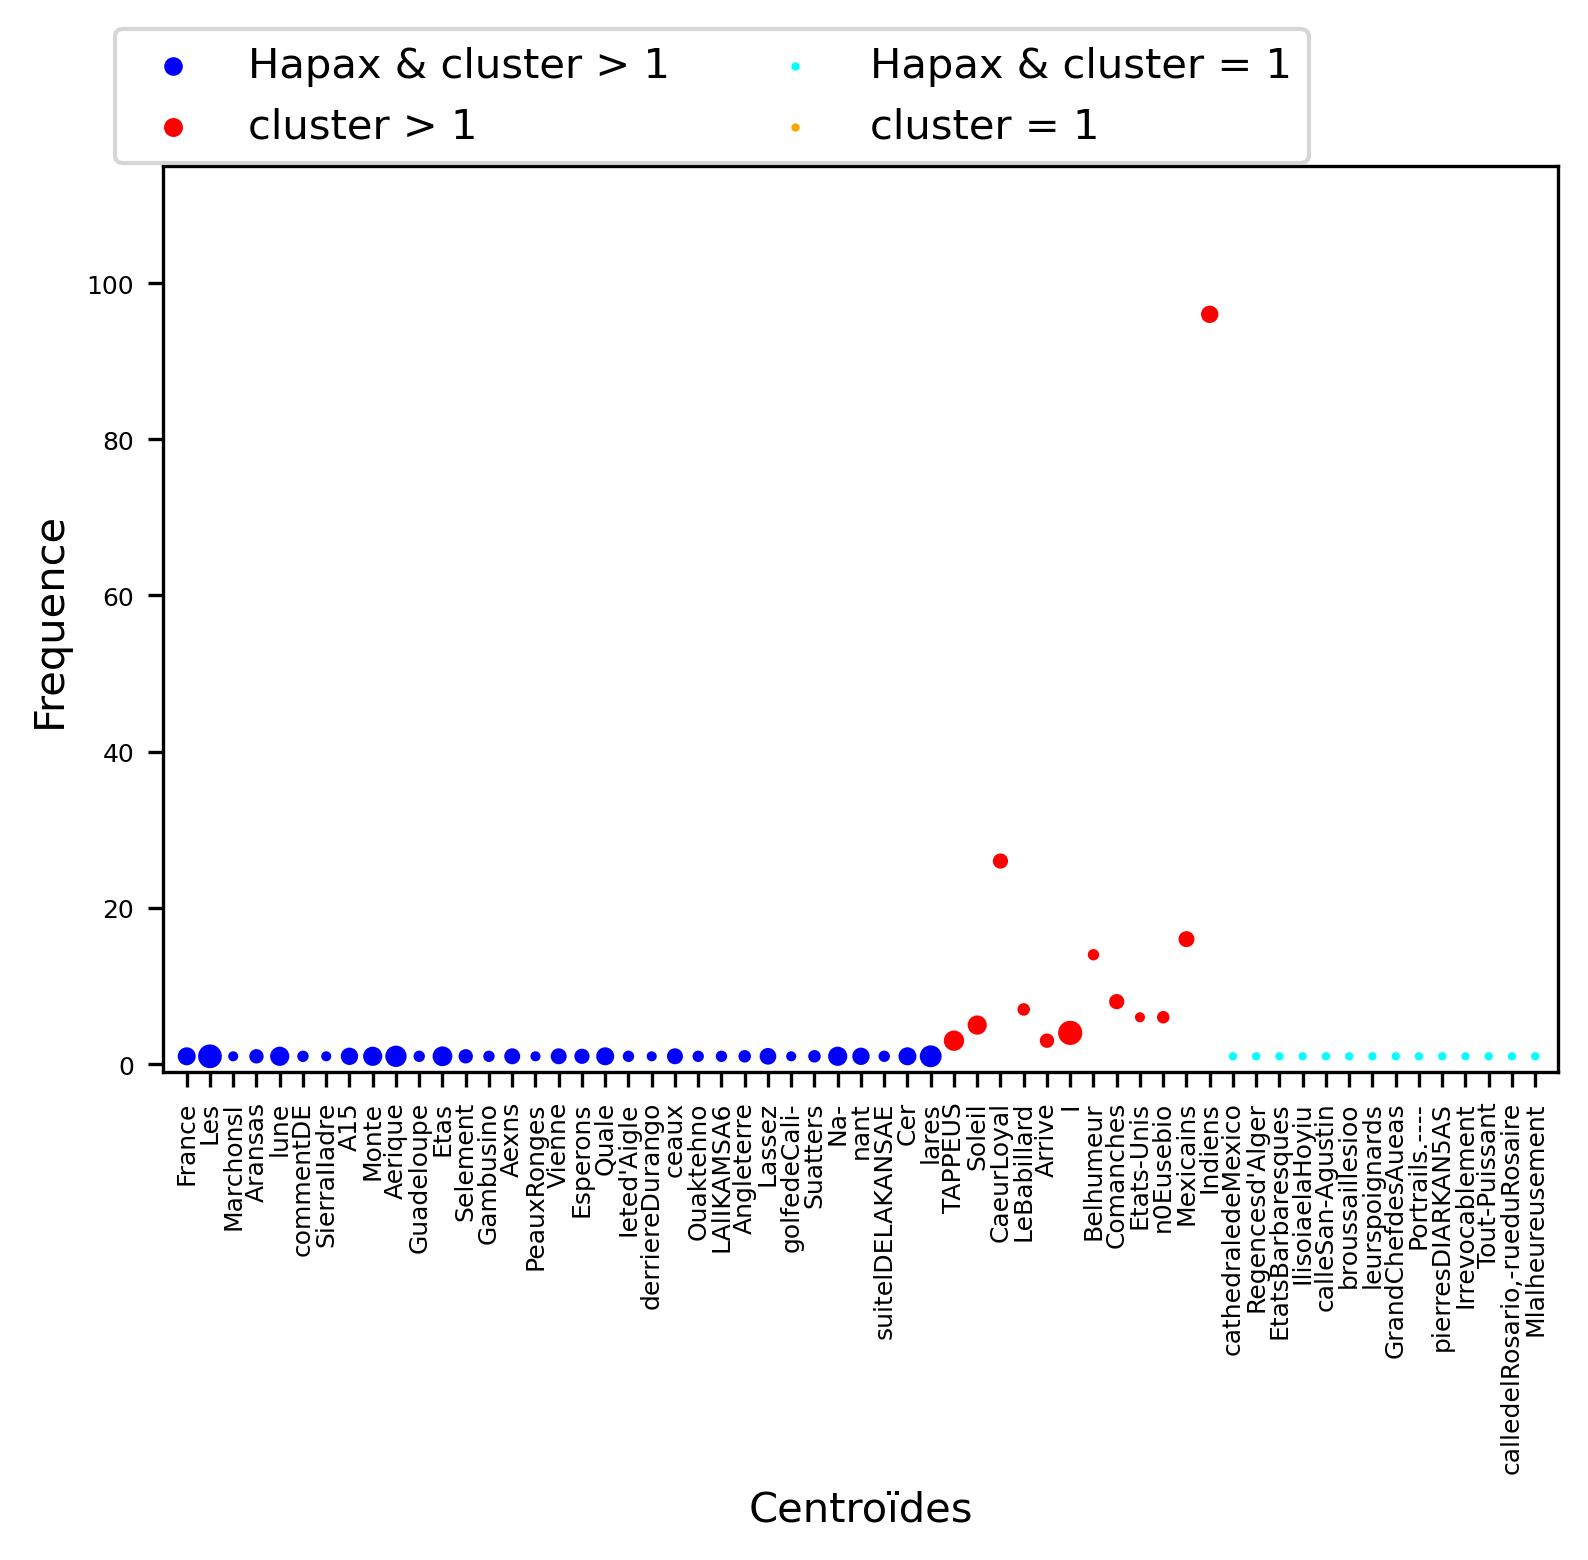 Hapax & cluster > 1
cluster > 1
Hapax & cluster = 1
cluster = 1
Frequence
100
80
60
40
20
0
France
Les
Marchonsl
Aransas
lune
commentDE
Sierralladre
A15
Monte
Aerique
Guadeloupe
Etas
Selement
Gambusino
Aexns
PeauxRonges
Vienne
Esperons
Quale
leted'Aigle
derriereDurango
ceaux
Ouaktehno
LAIIKAMSA6
Angleterre
Lassez
golfedeCali-
Suatters
Na-
nant
suitelDELAKANSAE
Cer
lares
TAPPEUS
Soleil
CaeurLoyal
LeBabillard
Arrive
I
Belhumeur
Comanches
Etats-Unis
n0Eusebio
Mexicains
Indiens
cathedraledeMexico
Regencesd'Alger
EtatsBarbaresques
IlisoiaelaHoyiu
calleSan-Agustin
broussaillesioo
leurspoignards
GrandChefdesAueas
Portrails.----
pierresDIARKAN5AS
Irrevocablement
Tout-Puissant
calledelRosario,-rueduRosaire
Mlalheureusement
Centroïdes